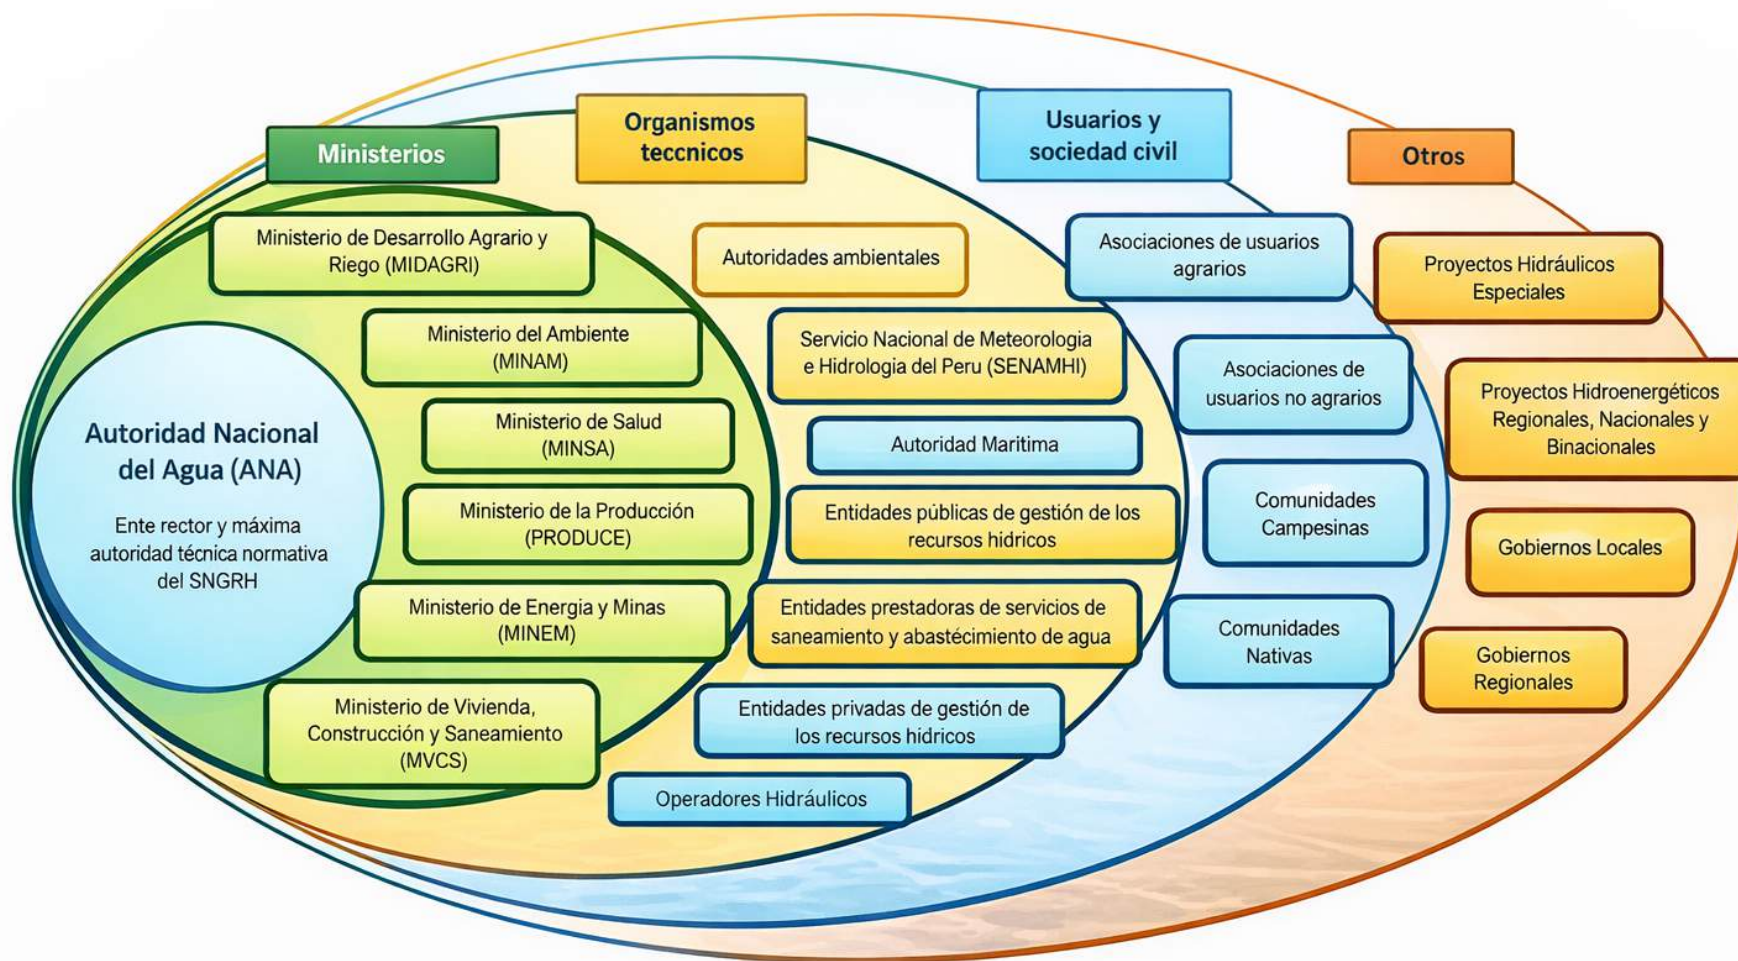 Ministerios
Organismos
teccnicos
Usuarios y
sociedad civil
Otros
Autoridad Nacional
del Agua (ANA)
Ente rector y máxima
autoridad técnica normativa
del SNGRH
Ministerio de Desarrollo Agrario y
Riego (MIDAGRI)
Ministerio del Ambiente
(MINAM)
Ministerio de Salud
(MINSA)
Ministerio de la Producción
(PRODUCE)
Ministerio de Energia y Minas
(MINEM)
Ministerio de Vivienda,
Construcción y Saneamiento
(MVCS)
Autoridades ambientales
Servicio Nacional de Meteorologia
e Hidrologia del Peru (SENAMHI)
Autoridad Maritima
Entidades públicas de gestión de los
recursos hidricos
Entidades prestadoras de servicios de
saneamiento y abastécimiento de agua
Entidades privadas de gestión de
los recursos hidricos
Operadores Hidráulicos
Asociaciones de usuarios
agrarios
Asociaciones de
usuarios no agrarios
Comunidades
Campesinas
Comunidades
Nativas
Proyectos Hidráulicos
Especiales
Proyectos Hidroenergéticos
Regionales, Nacionales y
Binacionales
Gobiernos Locales
Gobiernos
Regionales